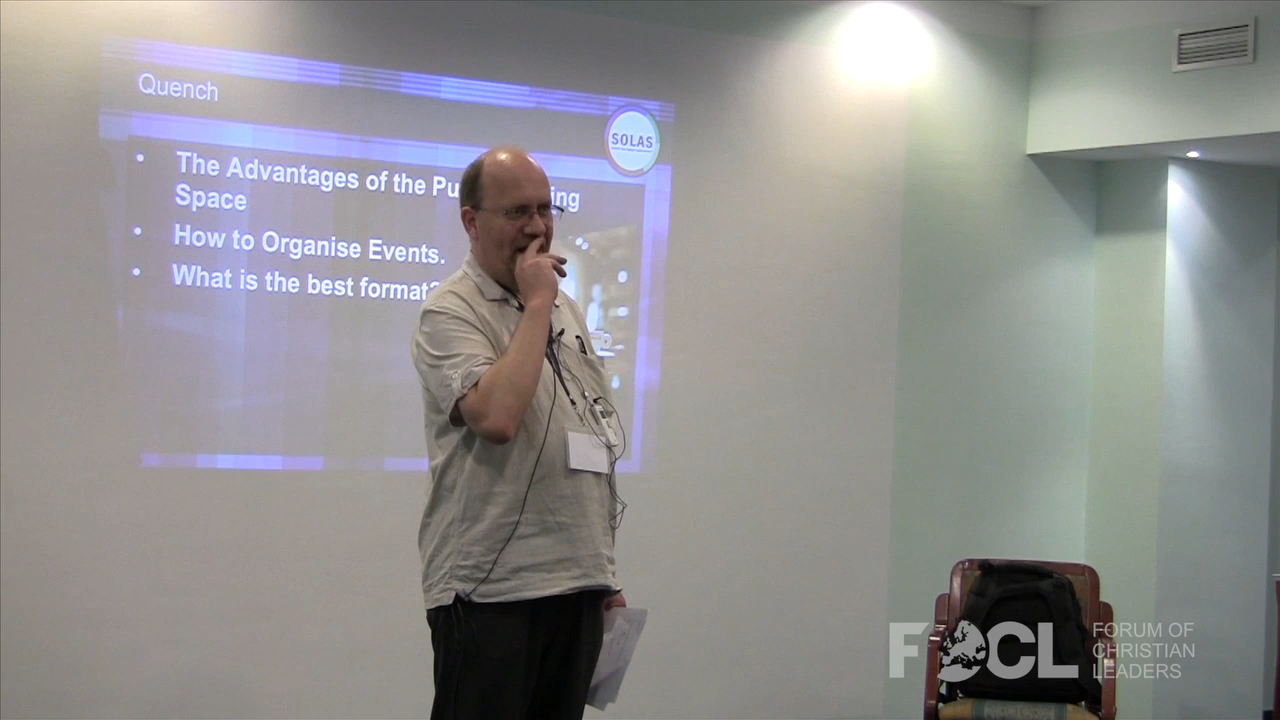 Quench
SOLAS
• The Advantages of the
Space
• How to Organise Events.
• What is the best format?
FOCL
FORUM OF
CHRISTIAN
LEADERS